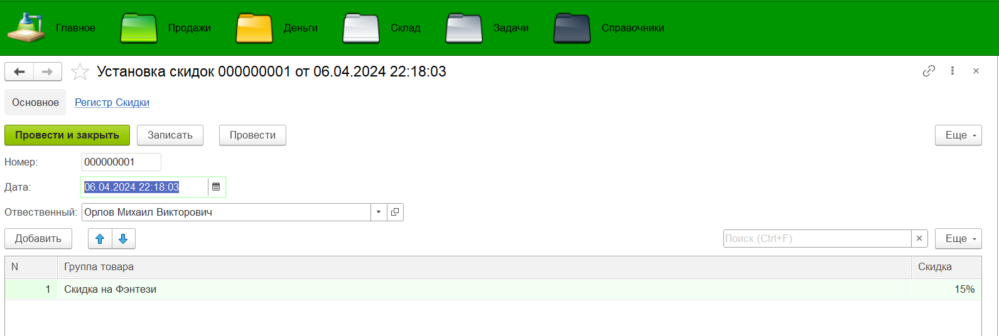 Главное Продажи Деньги Склад Задачи Справочники
Установка скидок 000000001 от 06.04.2024 22:18:03
Основное Регистр Скидки
Провести и закрыть Записать Провести Еще
Номер: 000000001
Дата: 06.04.2024 22:18:03
Отвественный: Орлов Михаил Викторович
Добавить Поиск (Ctrl+F) Еще
N Группа товара Скидка
1 Скидка на Фэнтези 15%